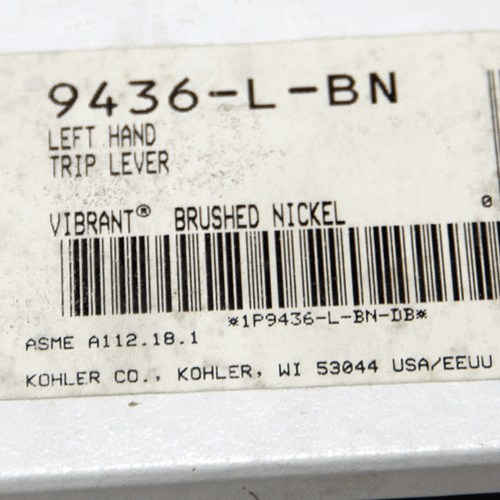 9436-L-BN
LEFT HAND
TRIP LEVER
VIBRANT® BRUSHED NICKEL
0
*1P9436-L-BN-DB*
ASME A112.18.1
KOHLER CO., KOHLER, WI 53044 USA/EEUU